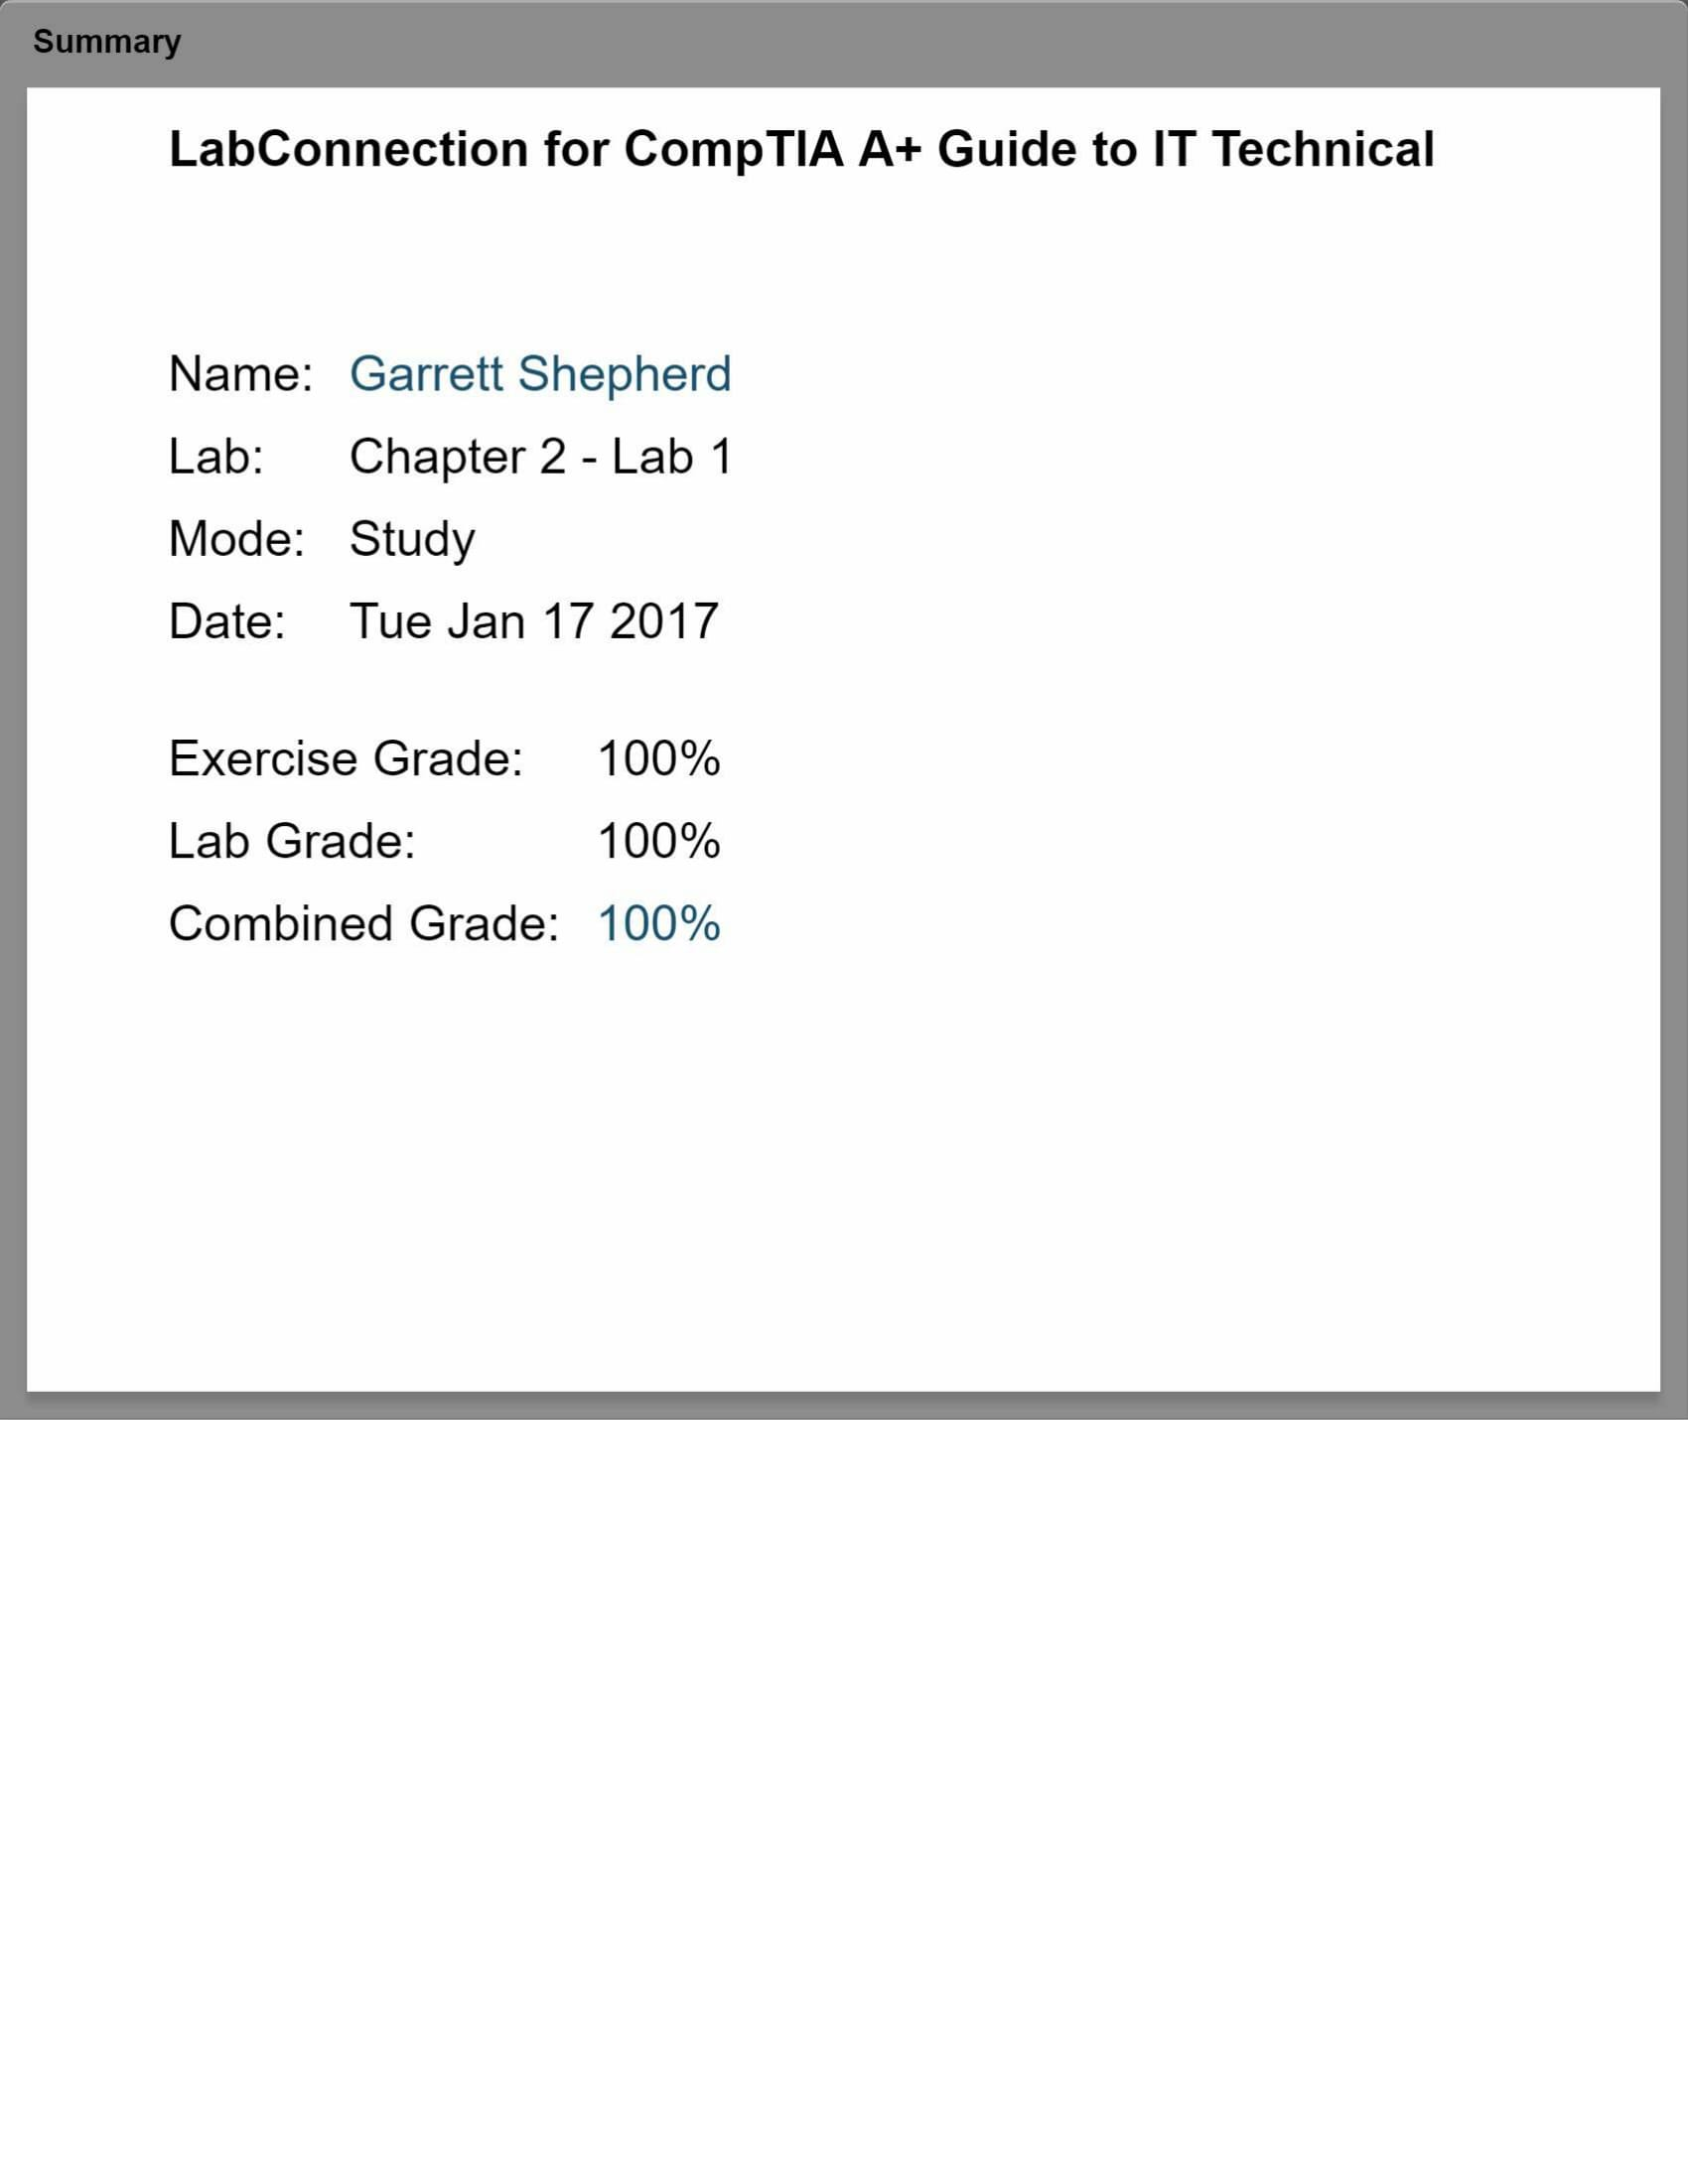 Summary
LabConnection for CompTIA A+ Guide to IT Technical
Name: Garrett Shepherd
Lab: Chapter 2 - Lab 1
Mode: Study
Date: Tue Jan 17 2017
Exercise Grade: 100%
Lab Grade: 100%
Combined Grade: 100%